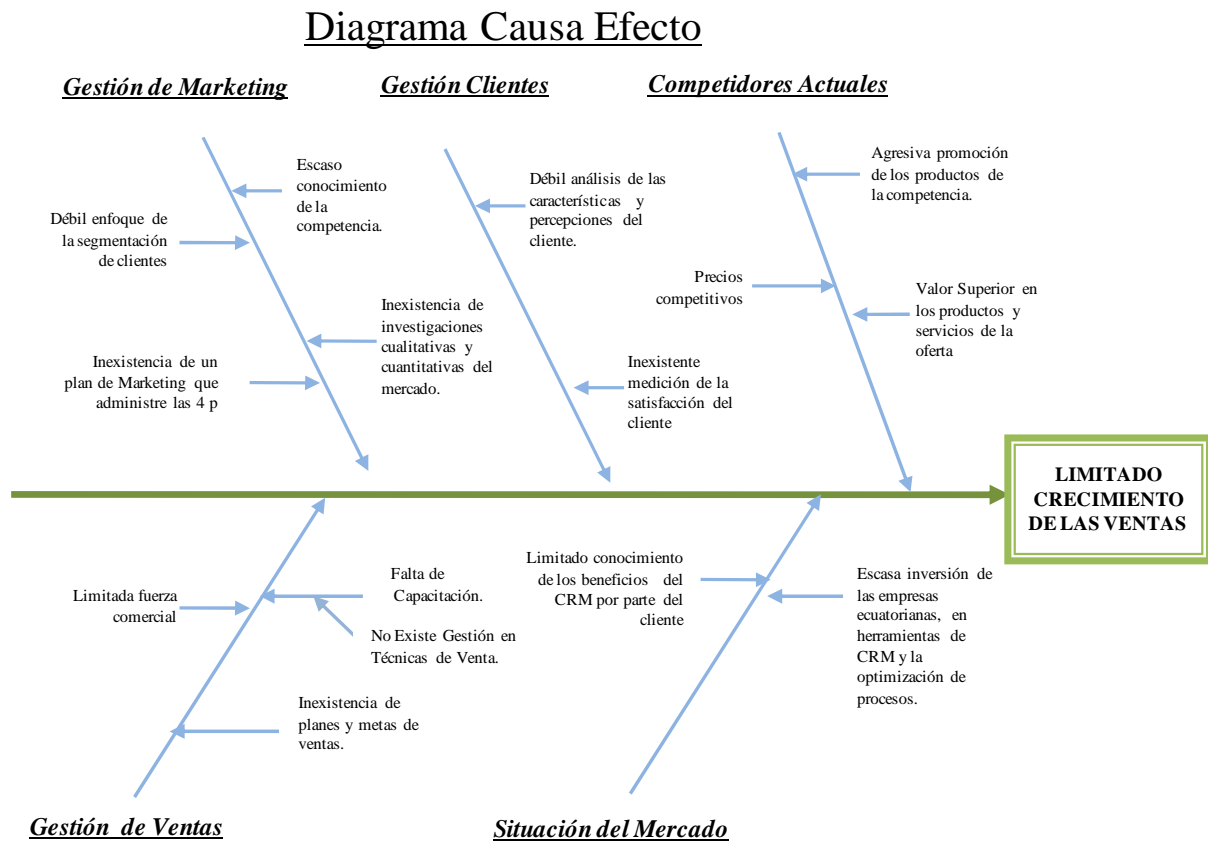 Diagrama Causa Efecto
Gestión de Marketing
Gestión Clientes
Competidores Actuales
Escaso
conocimiento
de la
competencia.
Débil enfoque de
la segmentación
de clientes
Inexistencia de
investigaciones
cualitativas y
cuantitativas del
mercado.
Inexistencia de un
plan de Marketing que
administre las 4 p
Débil análisis de las
características y
percepciones del
cliente.
Inexistente
medición de la
satisfacción del
cliente
Agresiva promoción
de los productos de
la competencia.
Precios
competitivos
Valor Superior en
los productos y
servicios de la
oferta
LIMITADO
CRECIMIENTO
DE LAS VENTAS
Limitada fuerza
comercial
Falta de
Capacitación.
No Existe Gestión en
Técnicas de Venta.
Inexistencia de
planes y metas de
ventas.
Limitado conocimiento
de los beneficios del
CRM por parte del
cliente
Escasa inversión de
las empresas
ecuatorianas, en
herramientas de
CRM y la
optimización de
procesos.
Gestión de Ventas
Situación del Mercado